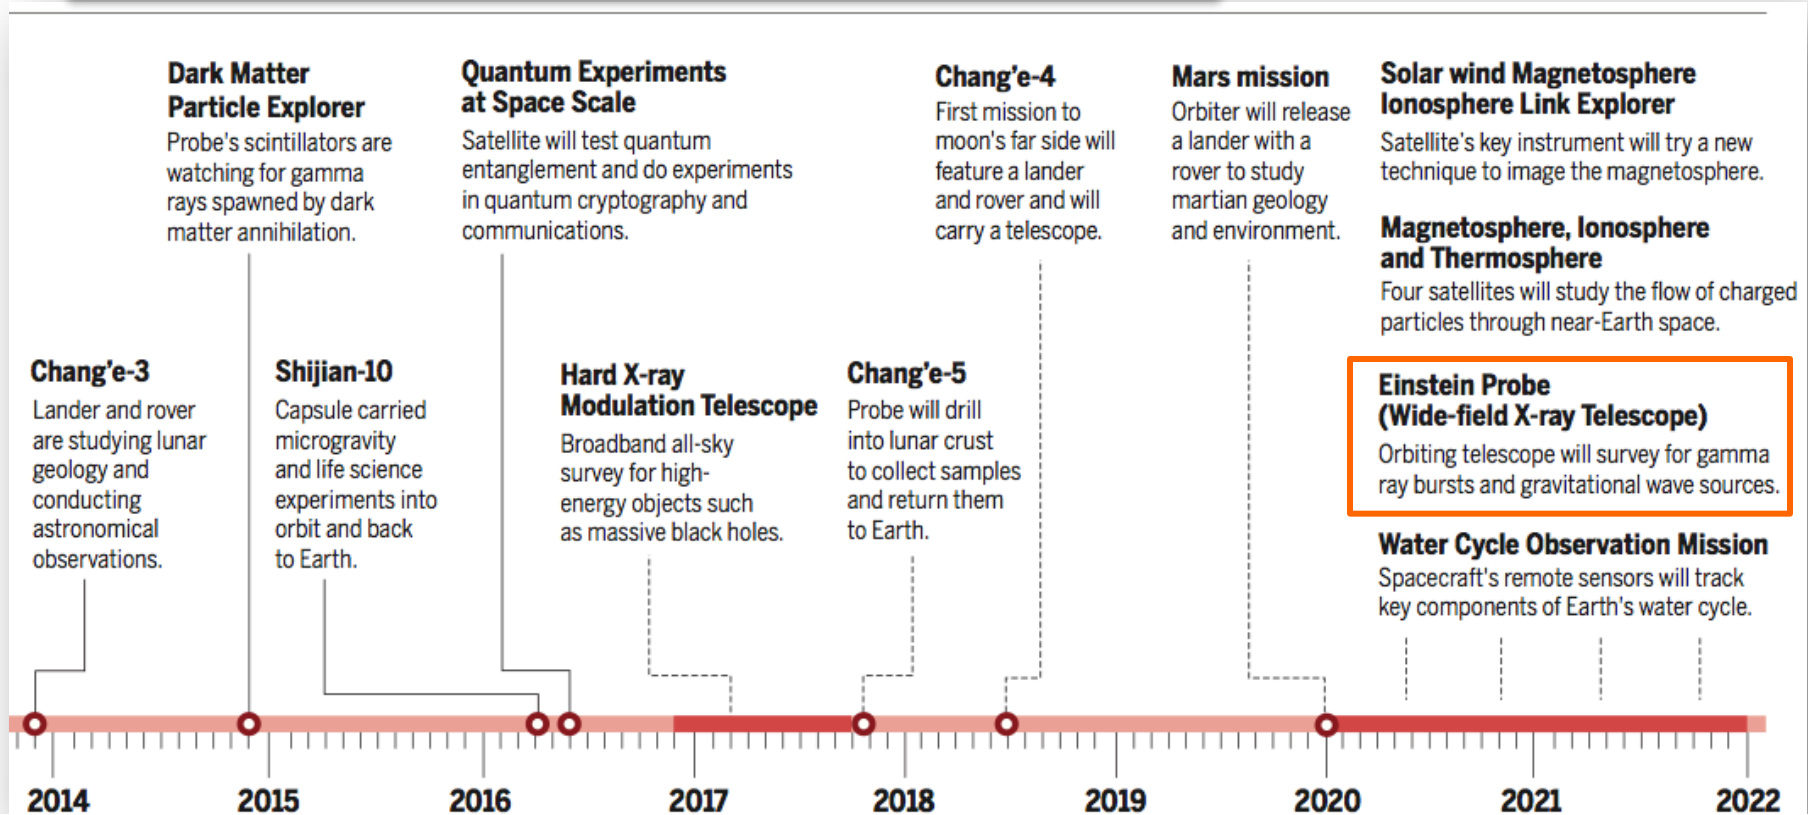 Dark Matter
Particle Explorer
Probe's scintillators are
watching for gamma
rays spawned by dark
matter annihilation.
Quantum Experiments
at Space Scale
Satellite will test quantum
entanglement and do experiments
in quantum cryptography and
communications.
Chang'e-4
First mission to
moon's far side will
feature a lander
and rover and will
carry a telescope.
Mars mission
Orbiter will release
a lander with a
rover to study
martian geology
and environment.
Solar wind Magnetosphere
Ionosphere Link Explorer
Satellite's key instrument will try a new
technique to image the magnetosphere.
Magnetosphere, Ionosphere
and Thermosphere
Four satellites will study the flow of charged
particles through near-Earth space.
Chang'e-3
Lander and rover
are studying lunar
geology and
conducting
astronomical
observations.
Shijian-10
Capsule carried
microgravity
and life science
experiments into
orbit and back
to Earth.
Hard X-ray
Modulation Telescope
Broadband all-sky
survey for high-
energy objects such
as massive black holes.
Chang'e-5
Probe will drill
into lunar crust
to collect samples
and return them
to Earth.
Einstein Probe
(Wide-field X-ray Telescope)
Orbiting telescope will survey for gamma
ray bursts and gravitational wave sources.
Water Cycle Observation Mission
Spacecraft's remote sensors will track
key components of Earth's water cycle.
2014 2015 2016 2017 2018 2019 2020 2021 2022